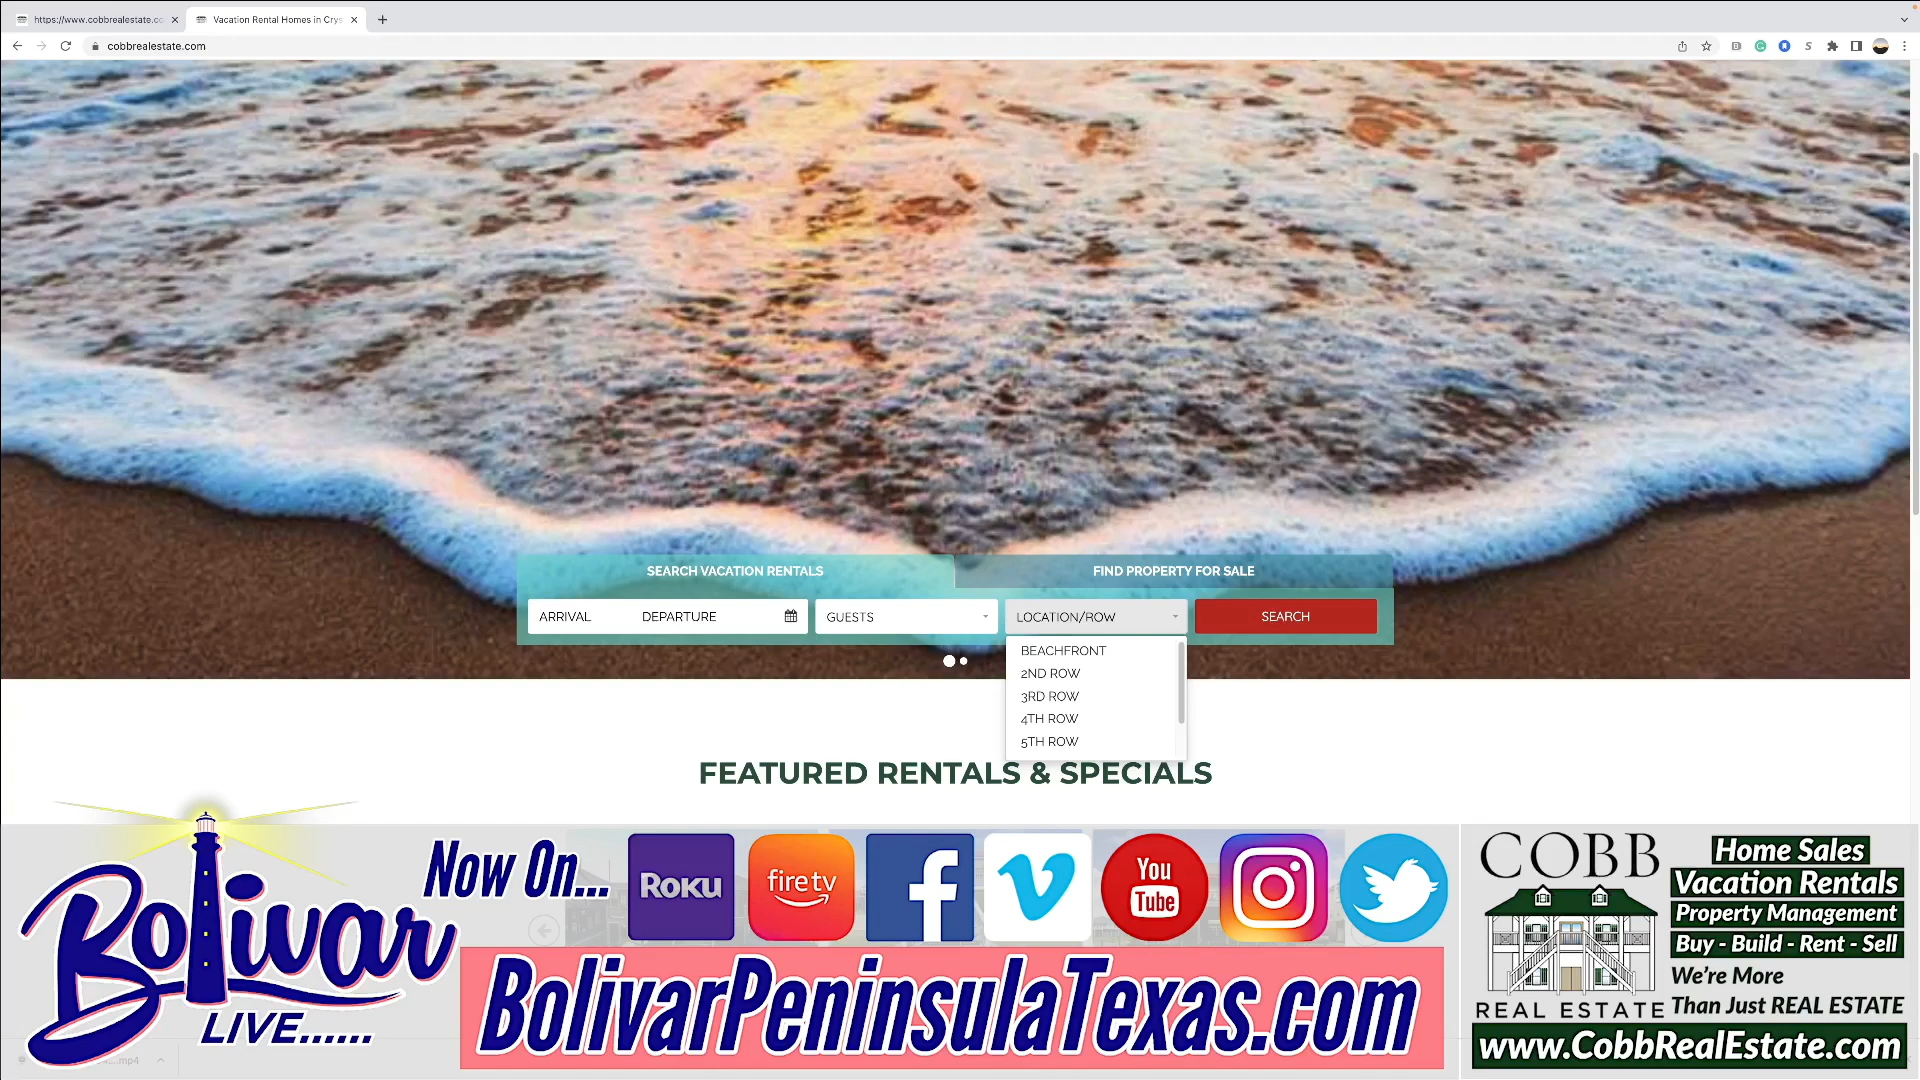 https://www.cobbrealestate.co
Vacation Rental Homes in Crys
cobbrealestate.com
SEARCH VACATION RENTALS
FIND PROPERTY FOR SALE
ARRIVAL
DEPARTURE
GUESTS
LOCATION/ROW
SEARCH
BEACHFRONT
2ND ROW
3RD ROW
4TH ROW
5TH ROW
FEATURED RENTALS & SPECIALS
Bolivar
LIVE......
Now On...
ROKU
fire tv
You
Tube
BolivarPeninsulaTexas.com
COBB
REAL ESTATE
Home Sales
Vacation Rentals
Property Management
Buy - Build - Rent - Sell
We're More
Than Just REAL ESTATE
www.CobbRealEstate.com